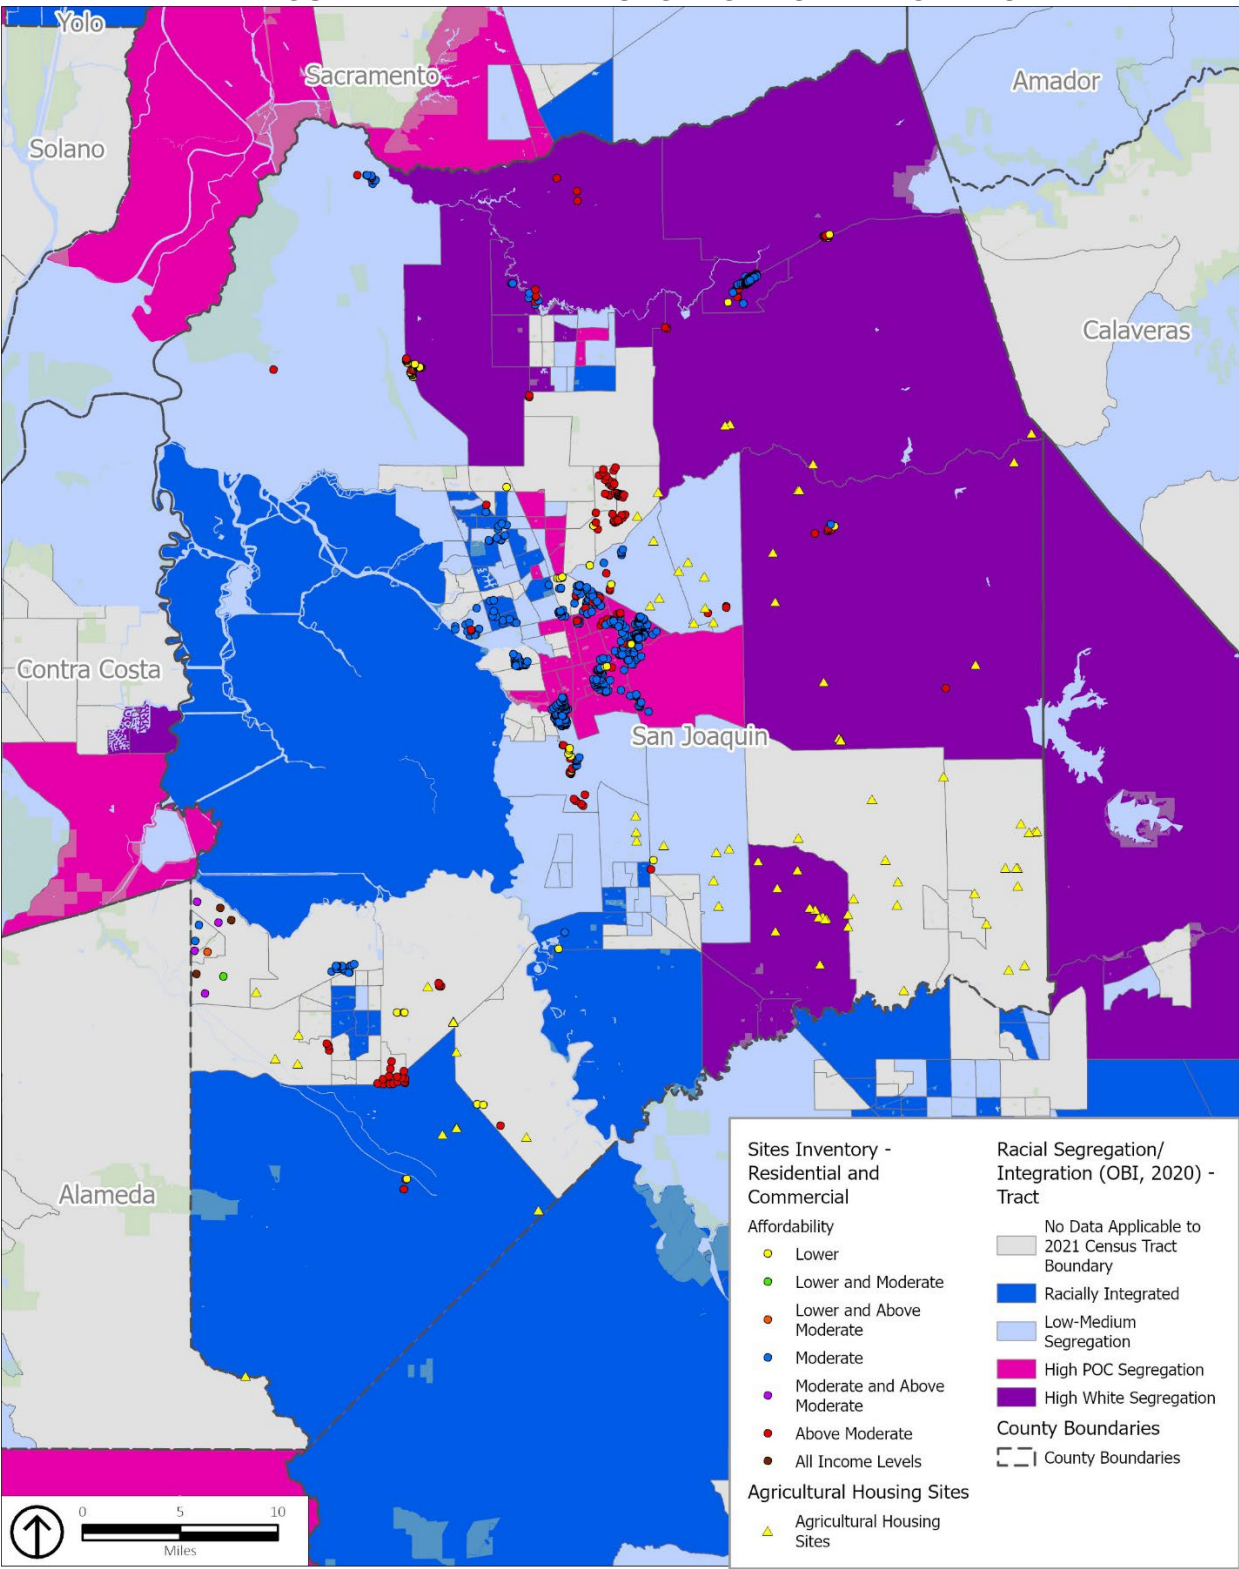 Yolo
Sacramento
Amador
Solano
Calaveras
Contra Costa
San Joaquin
Alameda
Sites Inventory -
Residential and
Commercial
Affordability
Lower
Lower and Moderate
Lower and Above
Moderate
Moderate
Moderate and Above
Moderate
Above Moderate
All Income Levels
Agricultural Housing Sites
Agricultural Housing
Sites
Racial Segregation/
Integration (OBI, 2020) -
Tract
No Data Applicable to
2021 Census Tract
Boundary
Racially Integrated
Low-Medium
Segregation
High POC Segregation
High White Segregation
County Boundaries
County Boundaries
0 5 10
Miles